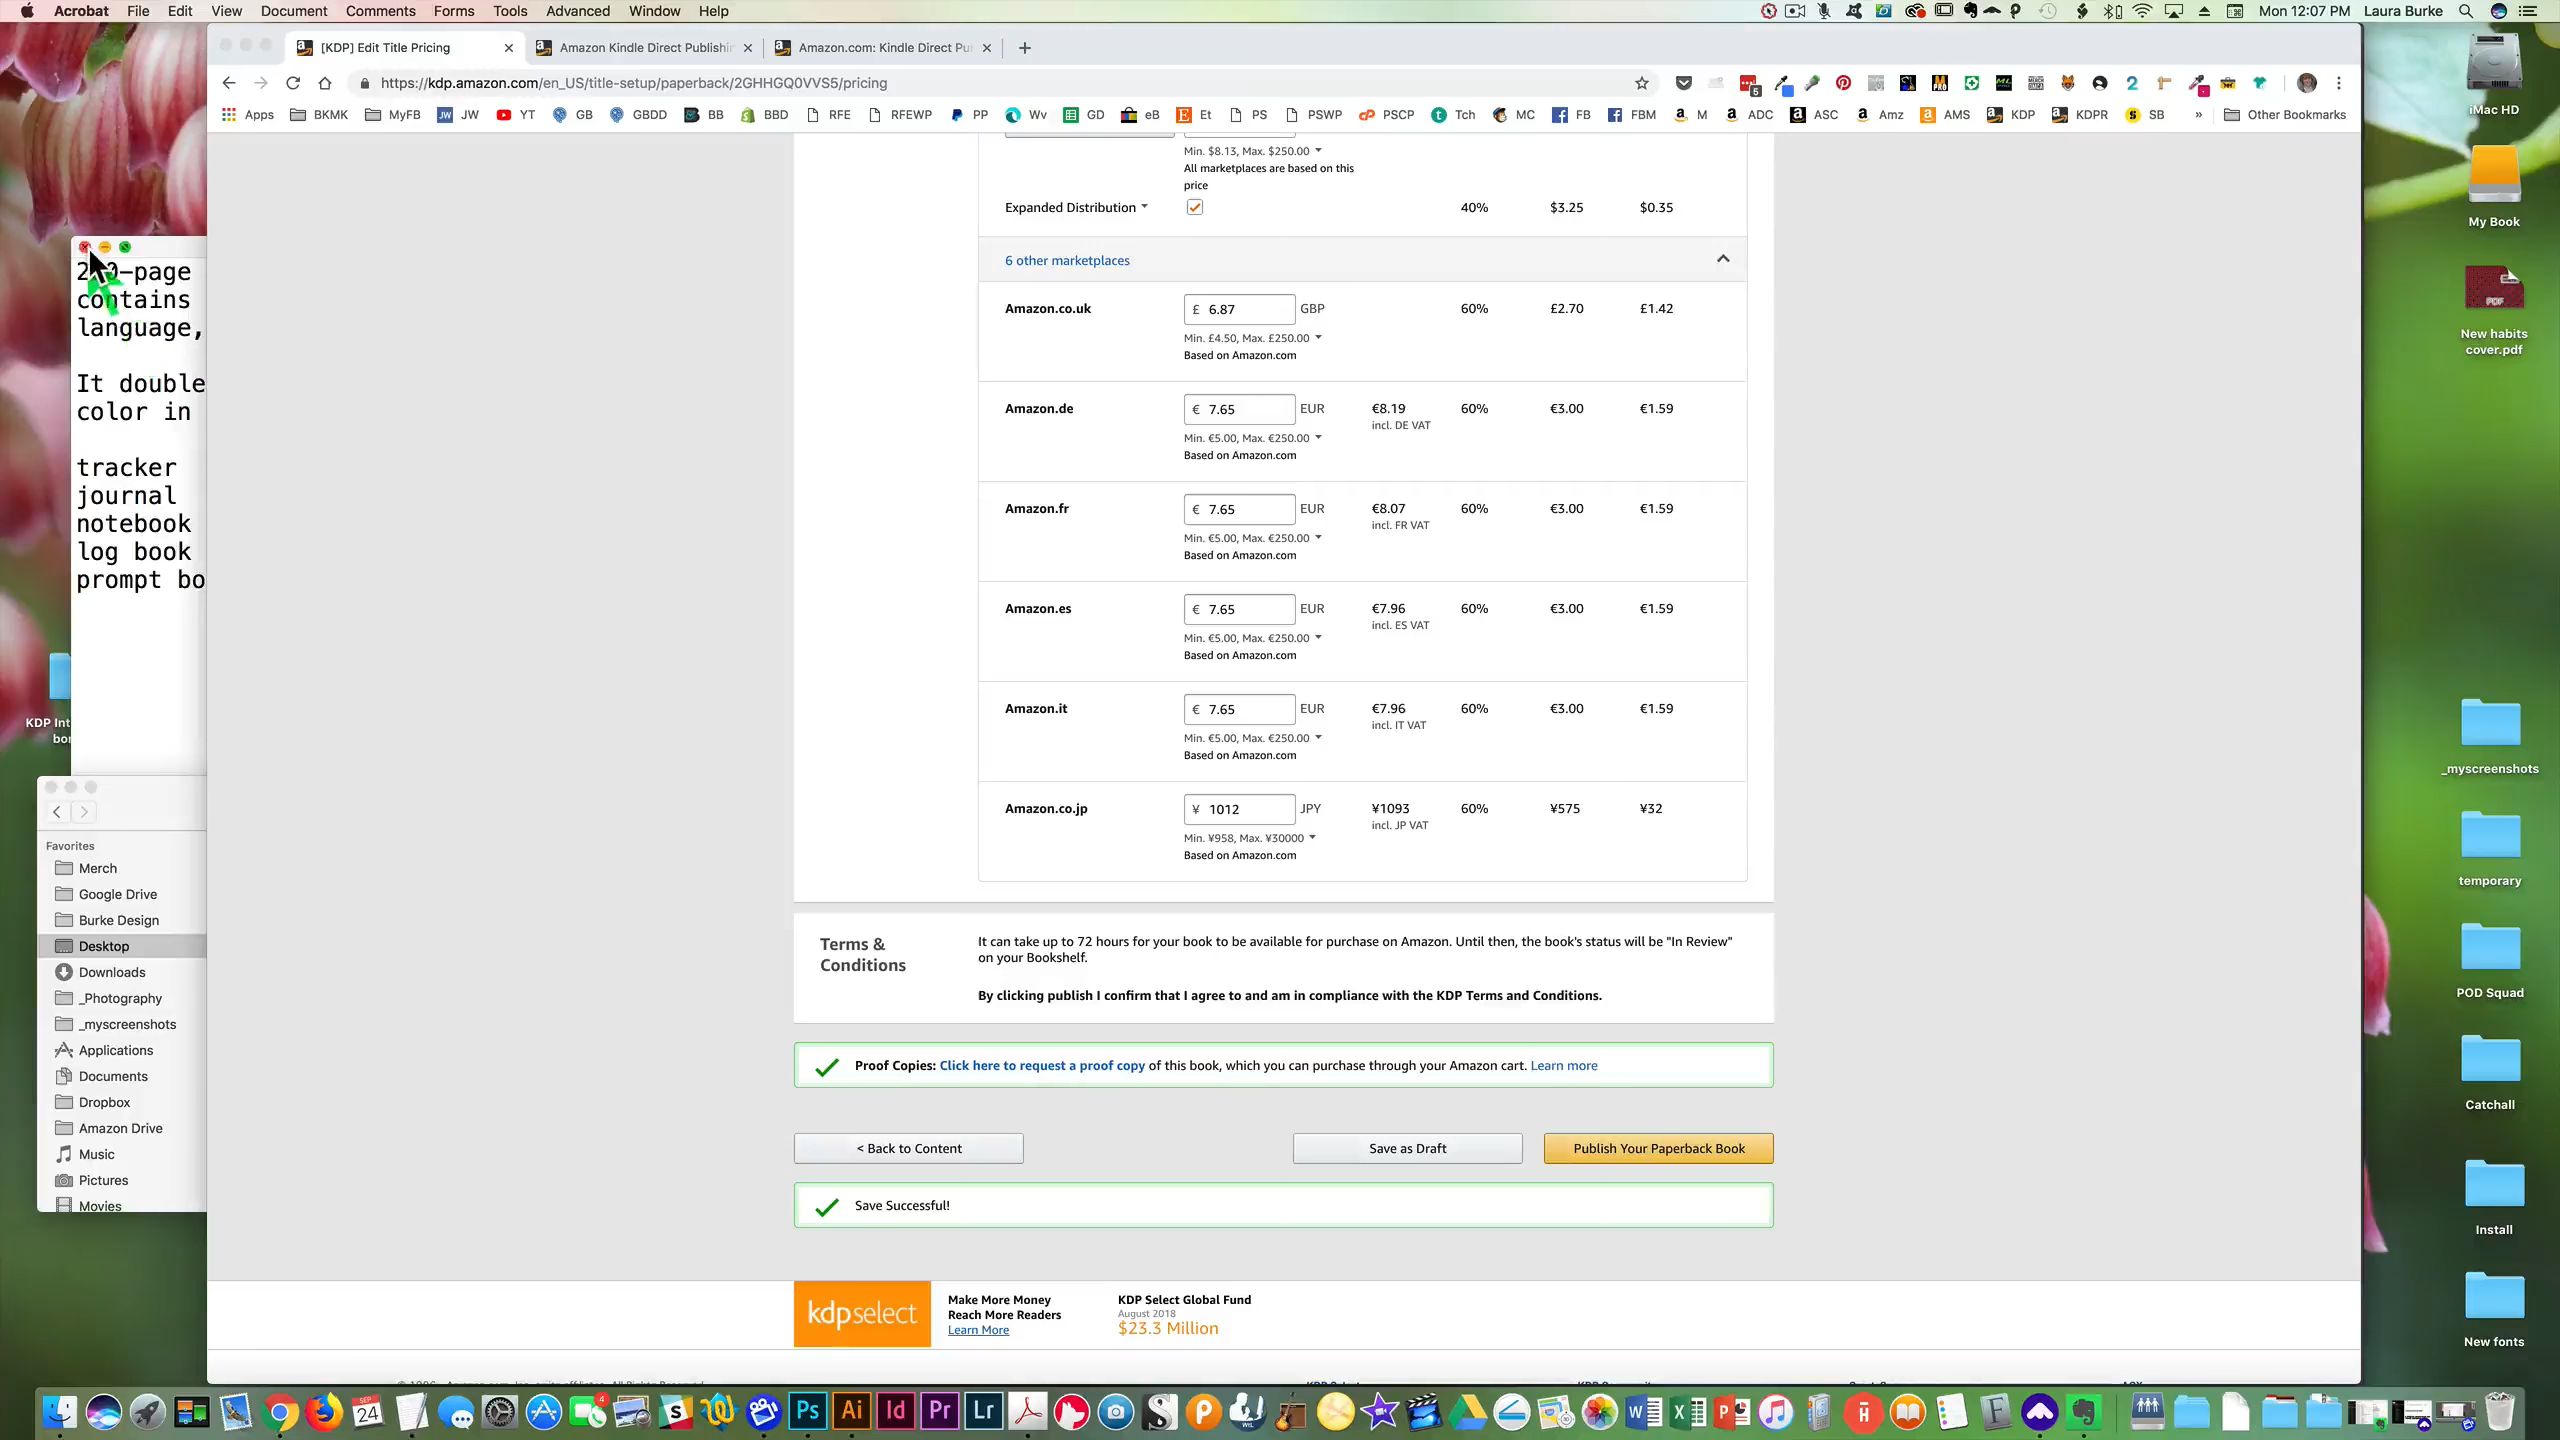 Acrobat File Edit View Document Comments Forms Tools Advanced Window Help
Mon 12:07 PM Laura Burke
[KDP] Edit Title Pricing
Amazon Kindle Direct Publishin
Amazon.com: Kindle Direct Pu
https://kdp.amazon.com/en_US/title-setup/paperback/2GHHGQ0VVS5/pricing
Apps BKMK MyFB JW YT GB GBDD BB BBD RFE RFEWP PP Wv GD eB Et PS PSWP PSCP Tch MC FB FBM M ADC ASC Amz AMS KDP KDPR SB » Other Bookmarks
Min. $8.13, Max. $250.00
All marketplaces are based on this
price
Expanded Distribution 40% $3.25 $0.35
6 other marketplaces
Amazon.co.uk £ 6.87 GBP 60% £2.70 £1.42
Min. £4.50, Max. £250.00
Based on Amazon.com
Amazon.de € 7.65 EUR €8.19 60% €3.00 €1.59
incl. DE VAT
Min. €5.00, Max. €250.00
Based on Amazon.com
Amazon.fr € 7.65 EUR €8.07 60% €3.00 €1.59
incl. FR VAT
Min. €5.00, Max. €250.00
Based on Amazon.com
Amazon.es € 7.65 EUR €7.96 60% €3.00 €1.59
incl. ES VAT
Min. €5.00, Max. €250.00
Based on Amazon.com
Amazon.it € 7.65 EUR €7.96 60% €3.00 €1.59
incl. IT VAT
Min. €5.00, Max. €250.00
Based on Amazon.com
Amazon.co.jp ¥ 1012 JPY ¥1093 60% ¥575 ¥32
incl. JP VAT
Min. ¥958, Max. ¥30000
Based on Amazon.com
Terms &
Conditions
It can take up to 72 hours for your book to be available for purchase on Amazon. Until then, the book's status will be "In Review"
on your Bookshelf.
By clicking publish I confirm that I agree to and am in compliance with the KDP Terms and Conditions.
Proof Copies: Click here to request a proof copy of this book, which you can purchase through your Amazon cart. Learn more
< Back to Content
Save as Draft
Publish Your Paperback Book
Save Successful!
kdpselect
Make More Money
Reach More Readers
Learn More
KDP Select Global Fund
August 2018
$23.3 Million
-page
contains
language,
It double
color in
tracker
journal
notebook
log book
prompt bo
KDP Int
bor
Favorites
Merch
Google Drive
Burke Design
Desktop
Downloads
_Photography
_myscreenshots
Applications
Documents
Dropbox
Amazon Drive
Music
Pictures
Movies
iMac HD
My Book
PDF
New habits
cover.pdf
_myscreenshots
temporary
POD Squad
Catchall
Install
New fonts
SEP
24
Ps
Ai
Id
Pr
Lr